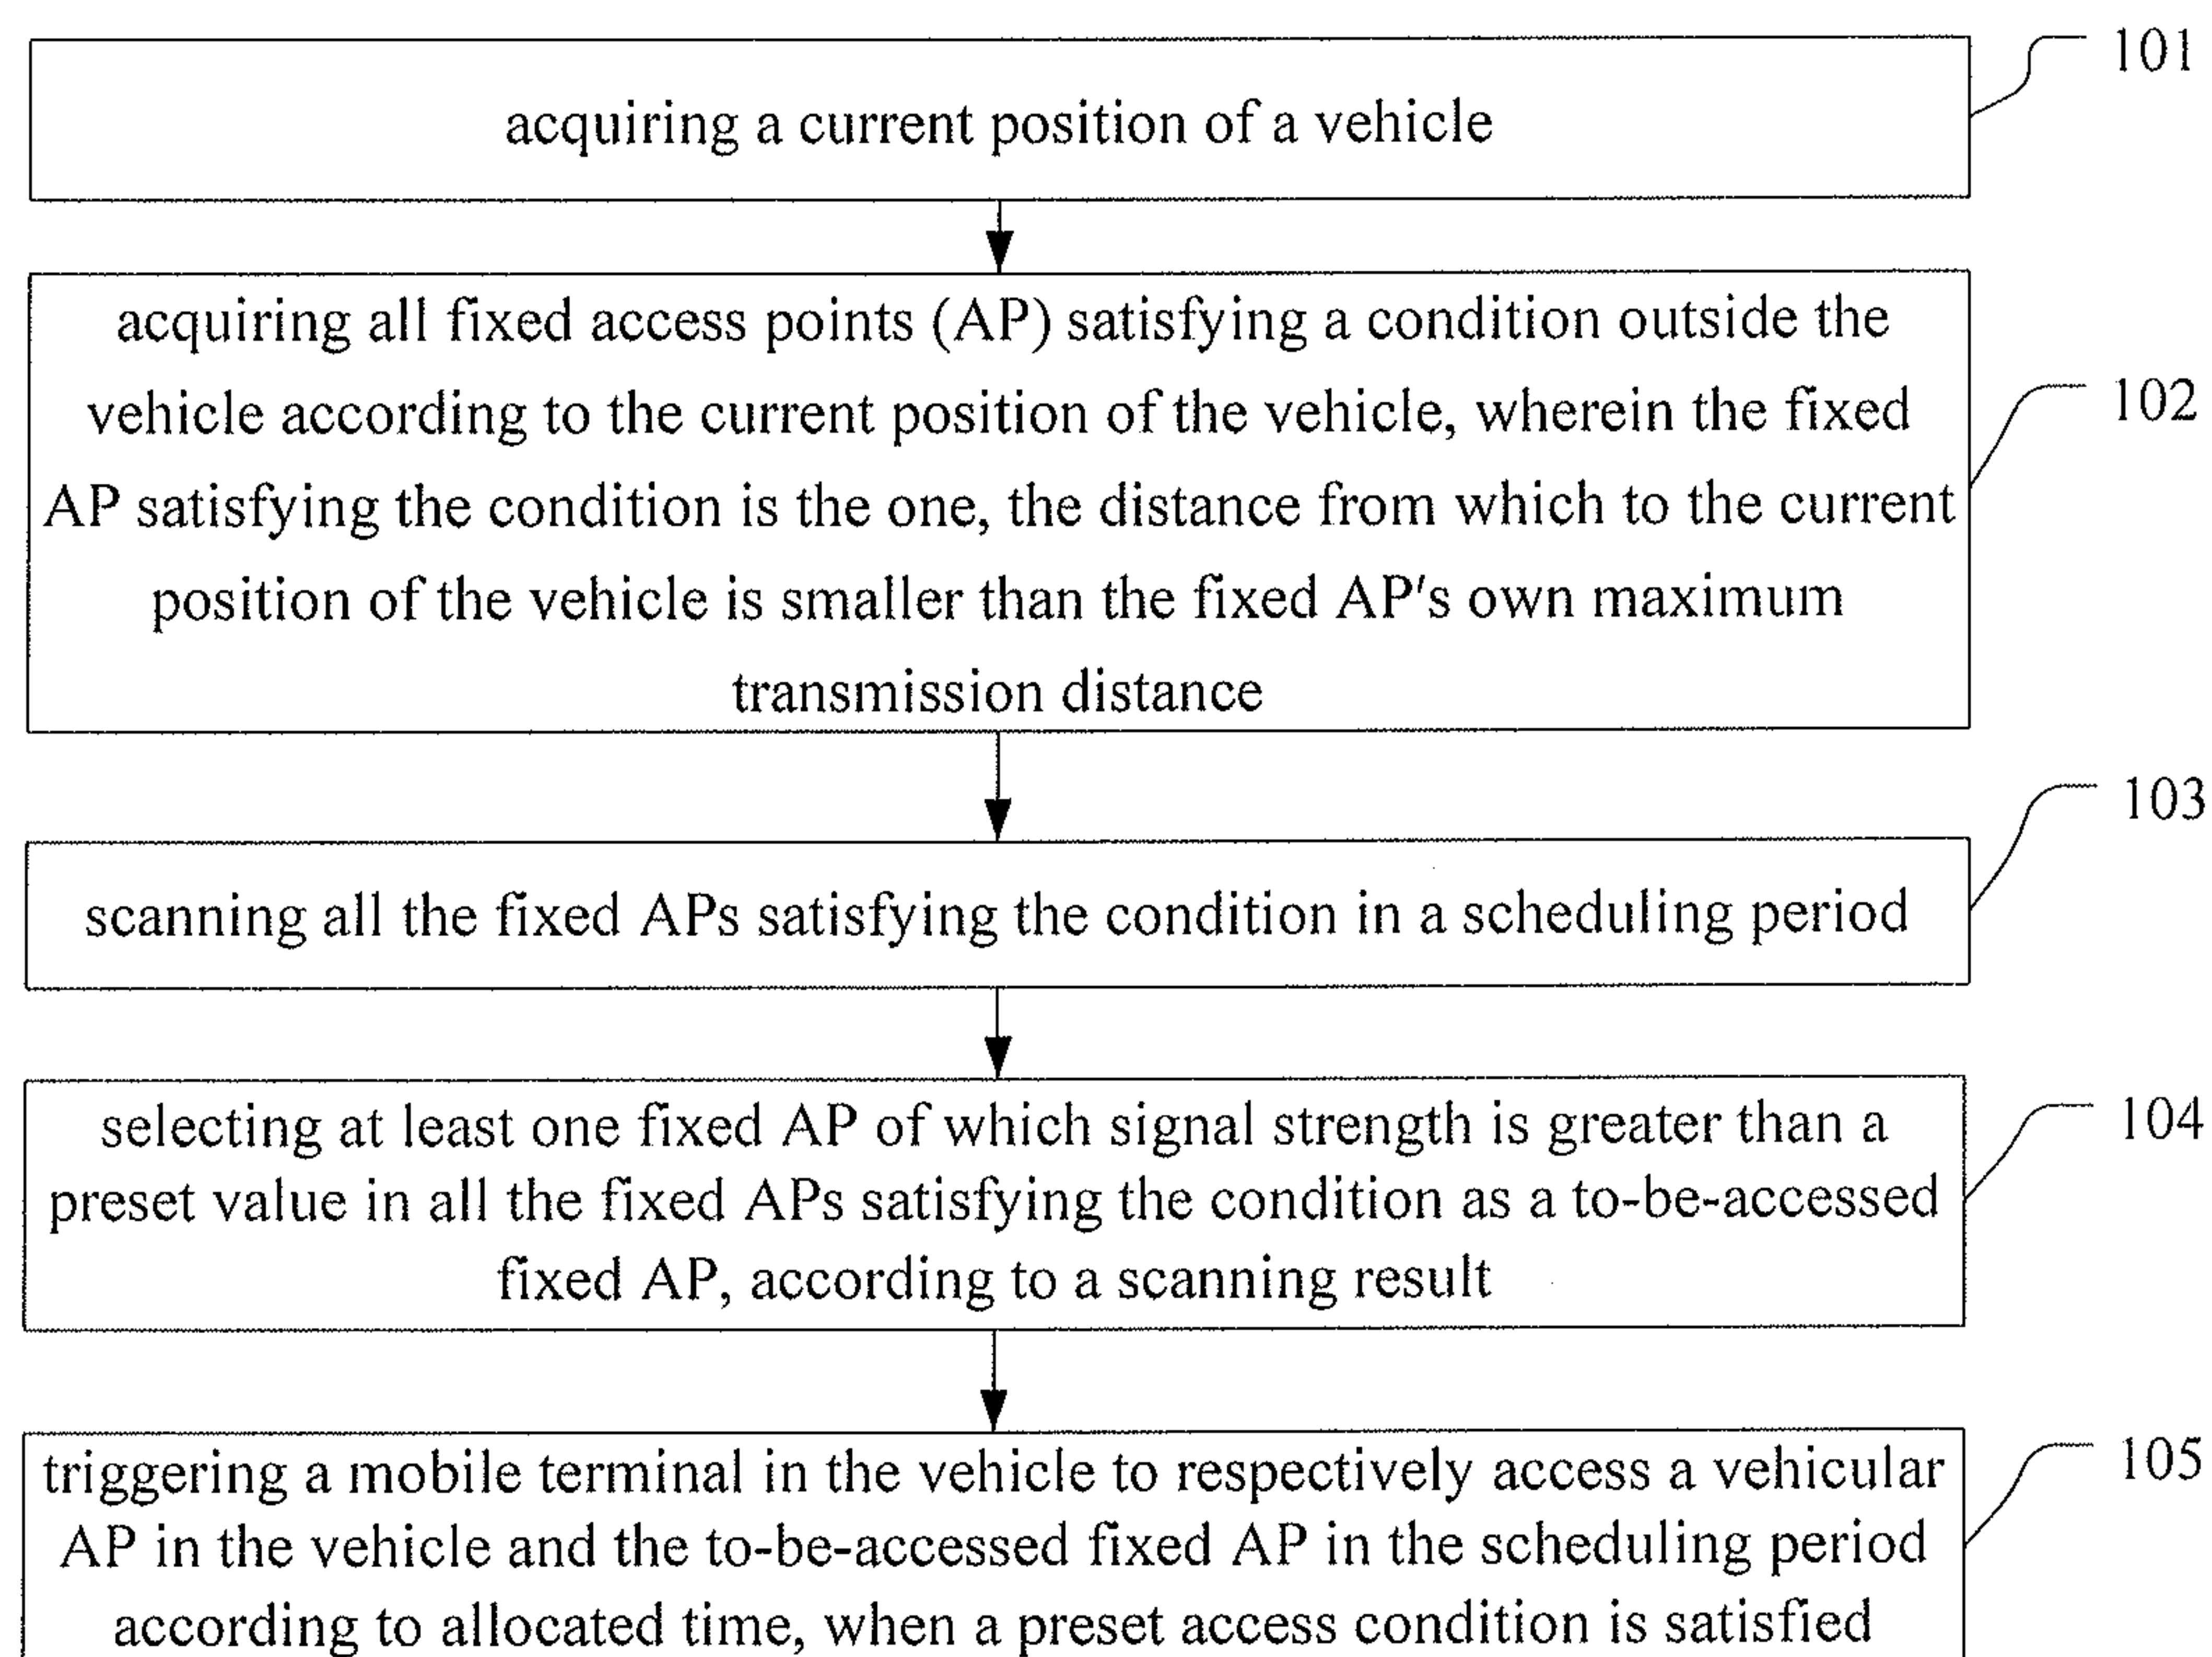 101
acquiring a current position of a vehicle
acquiring all fixed access points (AP) satisfying a condition outside the
vehicle according to the current position of the vehicle, wherein the fixed
AP satisfying the condition is the one, the distance from which to the current
position of the vehicle is smaller than the fixed AP's own maximum
transmission distance
102
103
scanning all the fixed APs satisfying the condition in a scheduling period
selecting at least one fixed AP of which signal strength is greater than a
preset value in all the fixed APs satisfying the condition as a to-be-accessed
fixed AP, according to a scanning result
104
triggering a mobile terminal in the vehicle to respectively access a vehicular
AP in the vehicle and the to-be-accessed fixed AP in the scheduling period
according to allocated time, when a preset access condition is satisfied
105